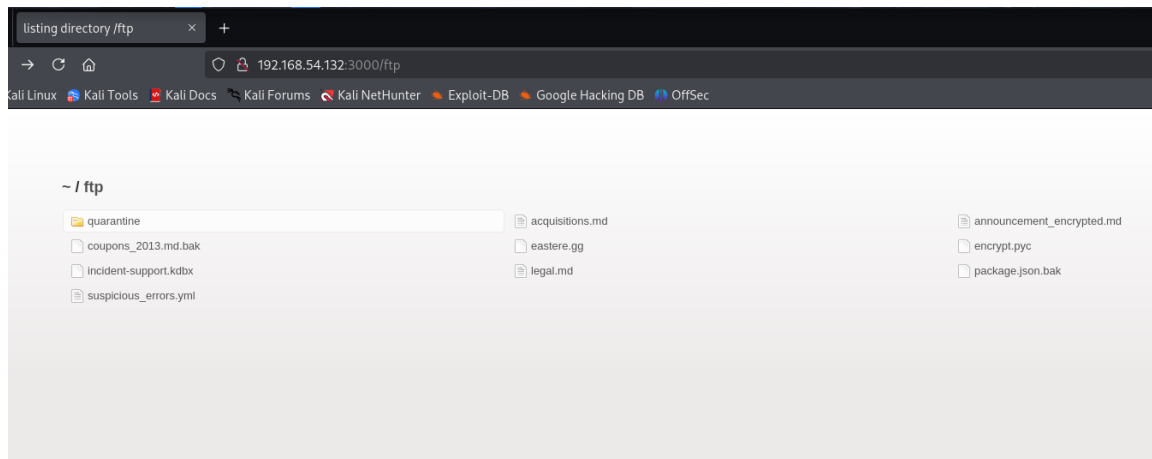 listing directory /ftp
192.168.54.132:3000/ftp
Kali Linux Kali Tools Kali Docs Kali Forums Kali NetHunter Exploit-DB Google Hacking DB OffSec
~ / ftp
quarantine acquisitions.md announcement_encrypted.md
coupons_2013.md.bak eastere.gg encrypt.pyc
incident-support.kdbx legal.md package.json.bak
suspicious_errors.yml